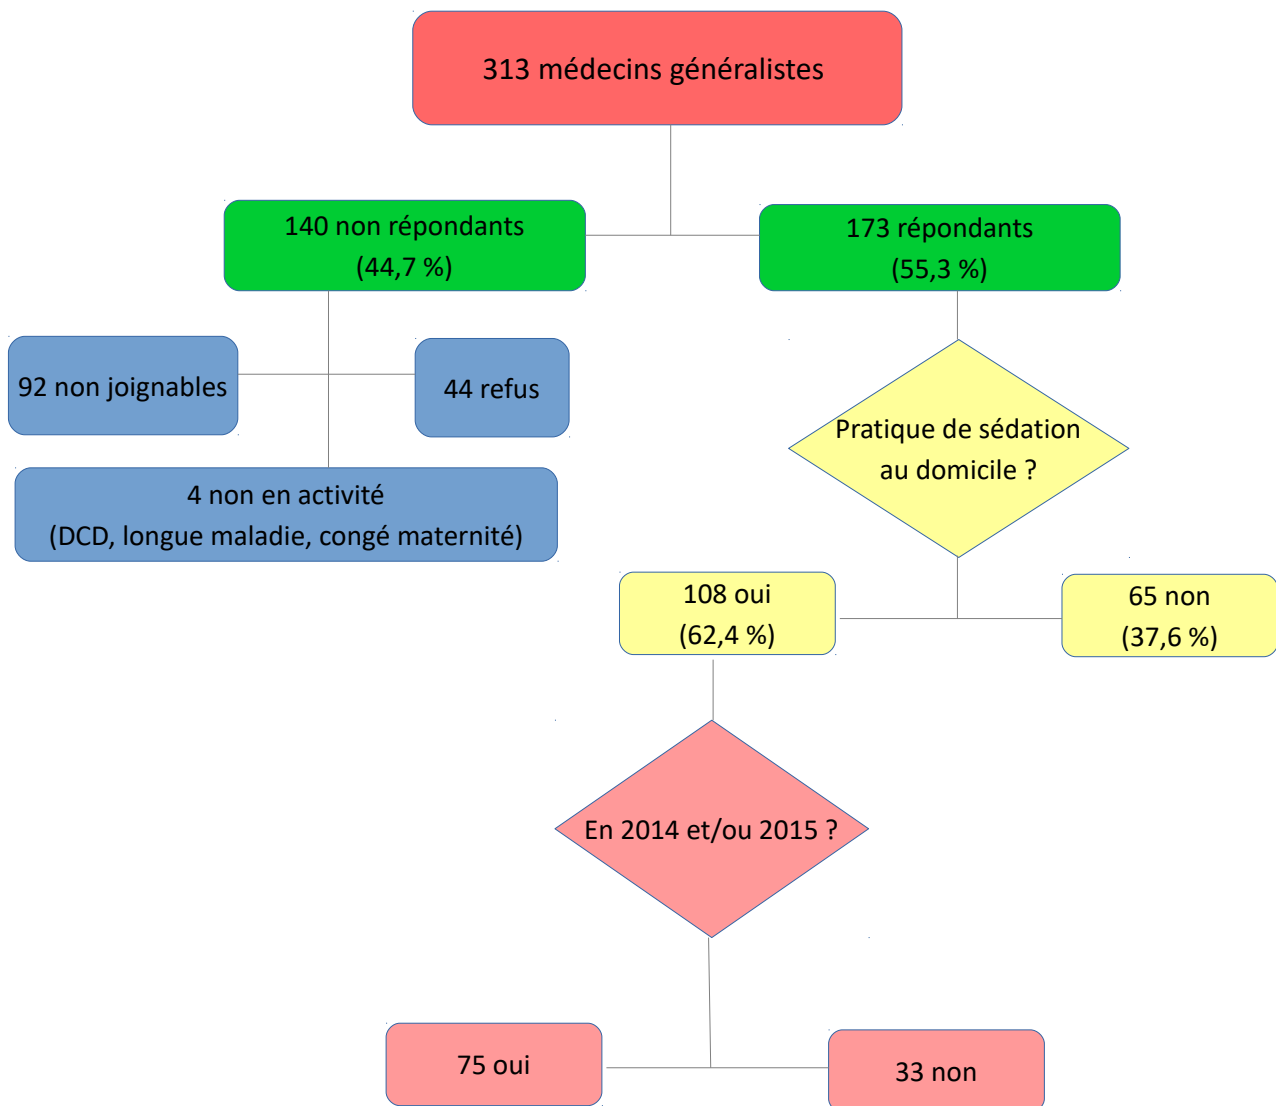 313 médecins généralistes
140 non répondants
(44,7 %)
173 répondants
(55,3 %)
92 non joignables
44 refus
4 non en activité
(DCD, longue maladie, congé maternité)
Pratique de sédation
au domicile ?
108 oui
(62,4 %)
65 non
(37,6 %)
En 2014 et/ou 2015 ?
75 oui
33 non